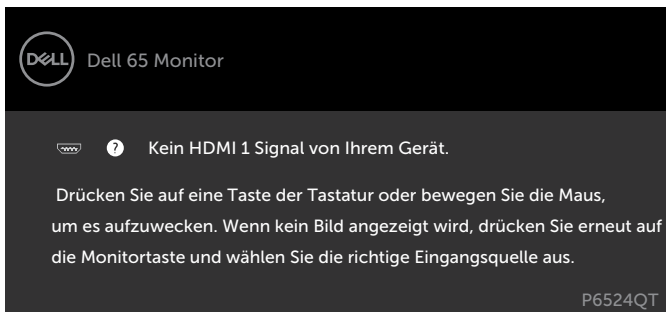 DELL
Dell 65 Monitor
Kein HDMI 1 Signal von Ihrem Gerät.
Drücken Sie auf eine Taste der Tastatur oder bewegen Sie die Maus,
um es aufzuwecken. Wenn kein Bild angezeigt wird, drücken Sie erneut auf
die Monitortaste und wählen Sie die richtige Eingangsquelle aus.
P6524QT